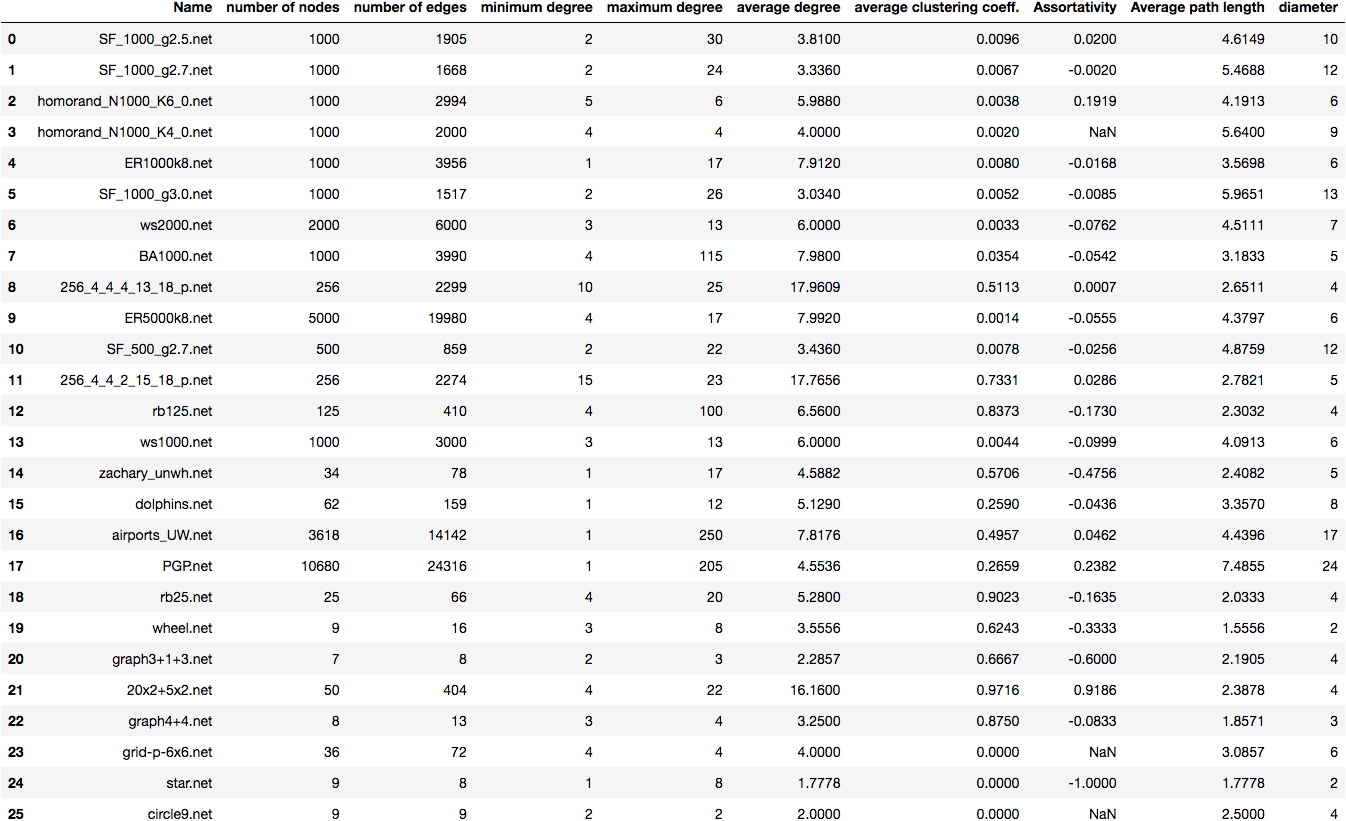 Name number of nodes number of edges minimum degree maximum degree average degree average clustering coeff. Assortativity Average path length diameter
0 SF_1000_g2.5.net 1000 1905 2 30 3.8100 0.0096 0.0200 4.6149 10
1 SF_1000_g2.7.net 1000 1668 2 24 3.3360 0.0067 -0.0020 5.4688 12
2 homorand_N1000_K6_0.net 1000 2994 5 6 5.9880 0.0038 0.1919 4.1913 6
3 homorand_N1000_K4_0.net 1000 2000 4 4 4.0000 0.0020 NaN 5.6400 9
4 ER1000k8.net 1000 3956 1 17 7.9120 0.0080 -0.0168 3.5698 6
5 SF_1000_g3.0.net 1000 1517 2 26 3.0340 0.0052 -0.0085 5.9651 13
6 ws2000.net 2000 6000 3 13 6.0000 0.0033 -0.0762 4.5111 7
7 BA1000.net 1000 3990 4 115 7.9800 0.0354 -0.0542 3.1833 5
8 256_4_4_4_13_18_p.net 256 2299 10 25 17.9609 0.5113 0.0007 2.6511 4
9 ER5000k8.net 5000 19980 4 17 7.9920 0.0014 -0.0555 4.3797 6
10 SF_500_g2.7.net 500 859 2 22 3.4360 0.0078 -0.0256 4.8759 12
11 256_4_4_2_15_18_p.net 256 2274 15 23 17.7656 0.7331 0.0286 2.7821 5
12 rb125.net 125 410 4 100 6.5600 0.8373 -0.1730 2.3032 4
13 ws1000.net 1000 3000 3 13 6.0000 0.0044 -0.0999 4.0913 6
14 zachary_unwh.net 34 78 1 17 4.5882 0.5706 -0.4756 2.4082 5
15 dolphins.net 62 159 1 12 5.1290 0.2590 -0.0436 3.3570 8
16 airports_UW.net 3618 14142 1 250 7.8176 0.4957 0.0462 4.4396 17
17 PGP.net 10680 24316 1 205 4.5536 0.2659 0.2382 7.4855 24
18 rb25.net 25 66 4 20 5.2800 0.9023 -0.1635 2.0333 4
19 wheel.net 9 16 3 8 3.5556 0.6243 -0.3333 1.5556 2
20 graph3+1+3.net 7 8 2 3 2.2857 0.6667 -0.6000 2.1905 4
21 20x2+5x2.net 50 404 4 22 16.1600 0.9716 0.9186 2.3878 4
22 graph4+4.net 8 13 3 4 3.2500 0.8750 -0.0833 1.8571 3
23 grid-p-6x6.net 36 72 4 4 4.0000 0.0000 NaN 3.0857 6
24 star.net 9 8 1 8 1.7778 0.0000 -1.0000 1.7778 2
25 circle9.net 9 9 2 2 2.0000 0.0000 NaN 2.5000 4